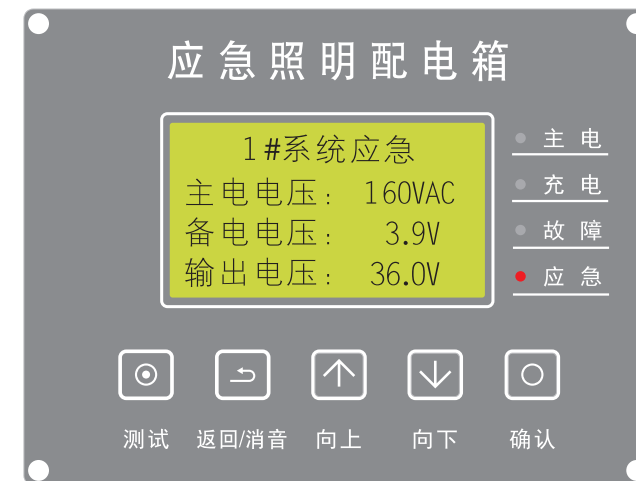 应急照明配电箱
1#系统应急
主电电压： 160VAC
备电电压： 3.9V
输出电压： 36.0V
主 电
充 电
故 障
应 急
测试 返回/消音 向上 向下 确认